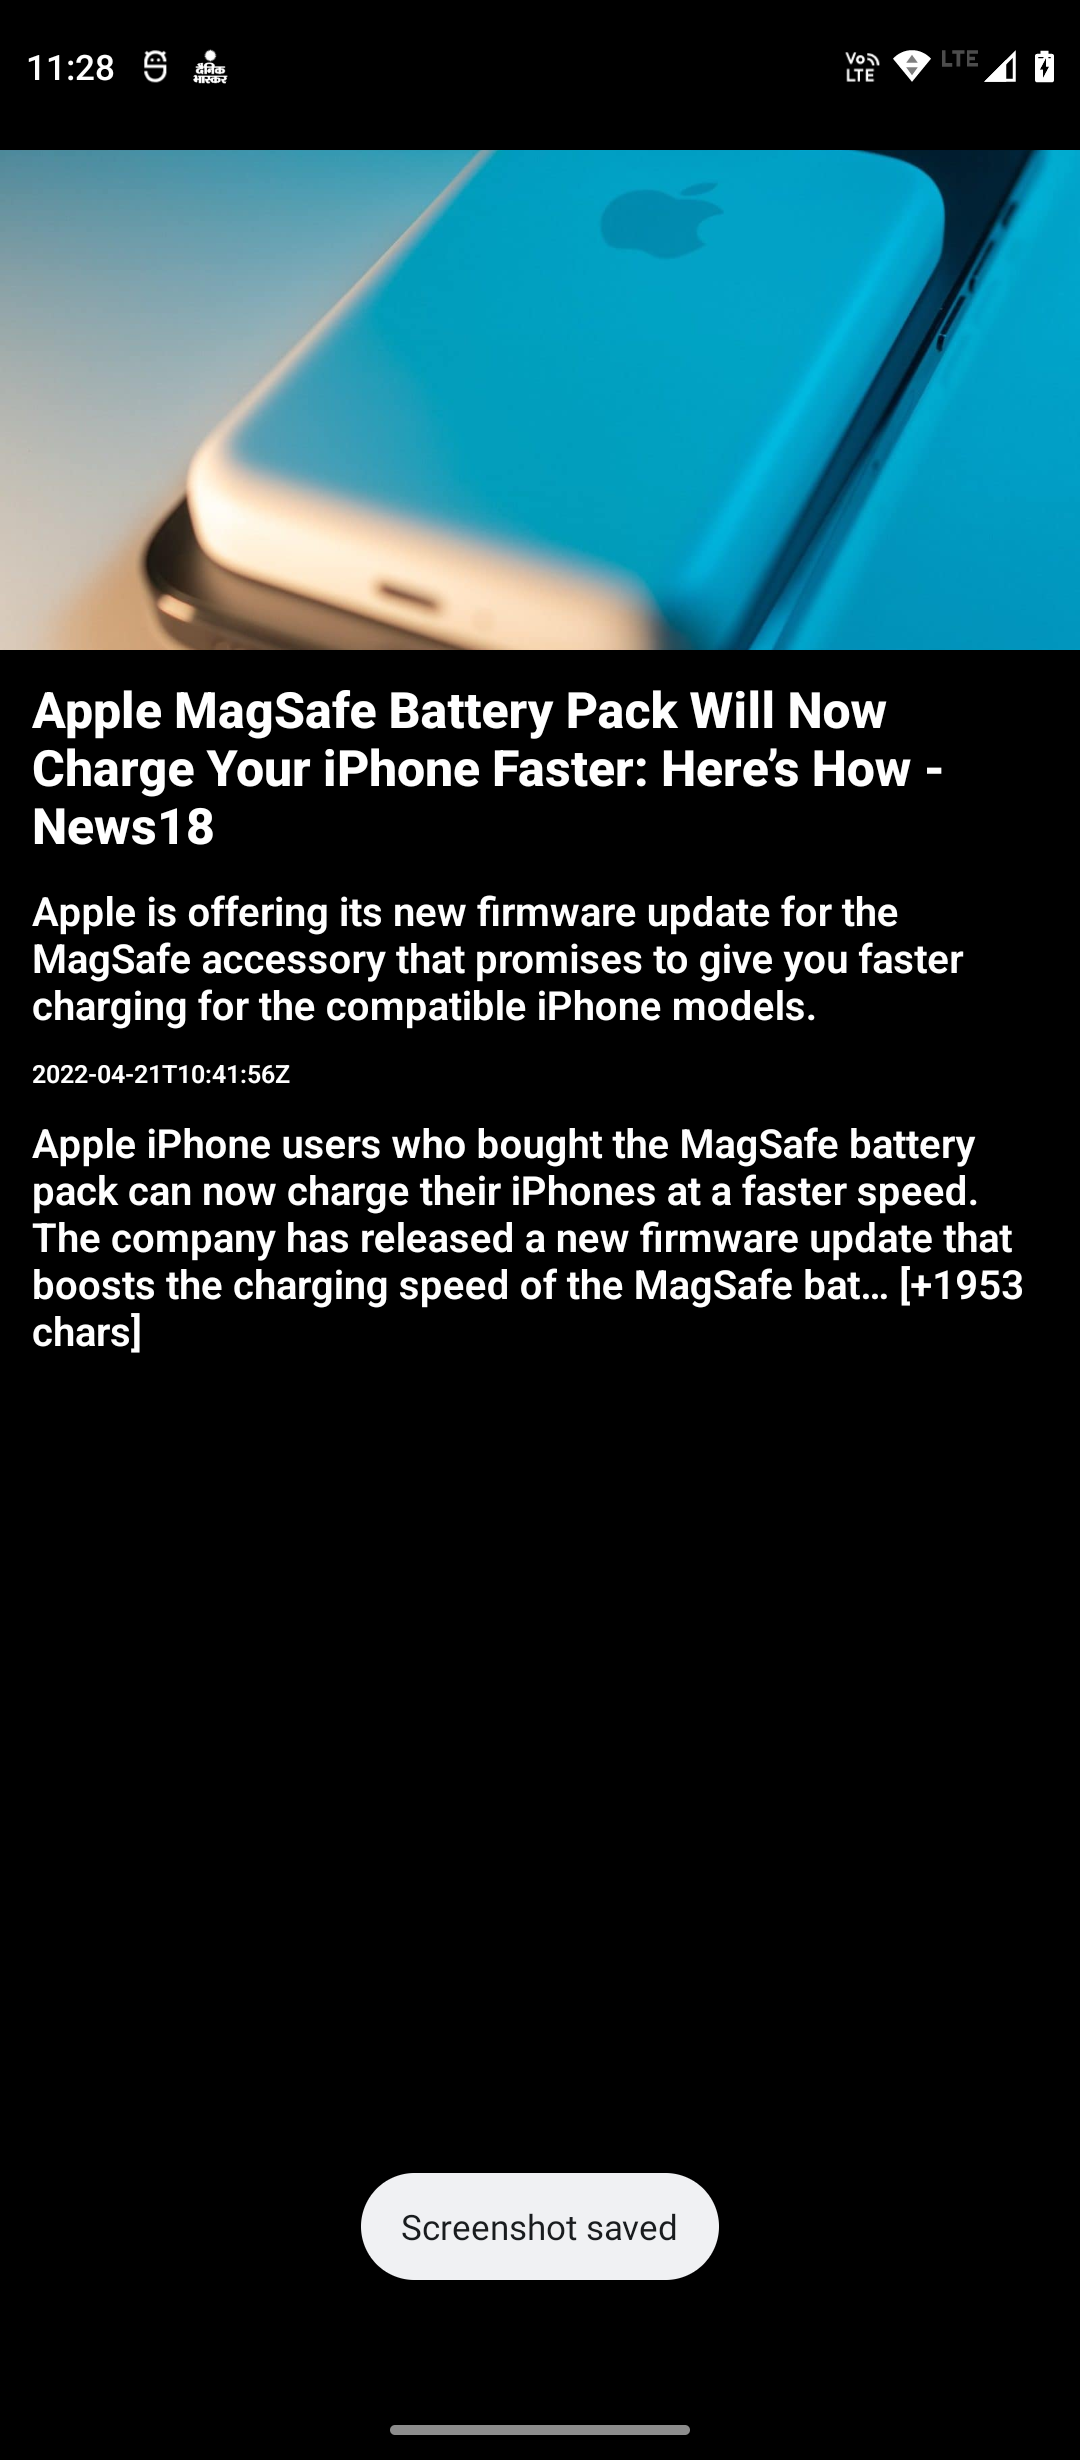 11:28
दैनिक
भास्कर
Vo
LTE
LTE
Apple MagSafe Battery Pack Will Now
Charge Your iPhone Faster: Here’s How -
News18
Apple is offering its new firmware update for the
MagSafe accessory that promises to give you faster
charging for the compatible iPhone models.
2022-04-21T10:41:56Z
Apple iPhone users who bought the MagSafe battery
pack can now charge their iPhones at a faster speed.
The company has released a new firmware update that
boosts the charging speed of the MagSafe bat… [+1953
chars]
Screenshot saved